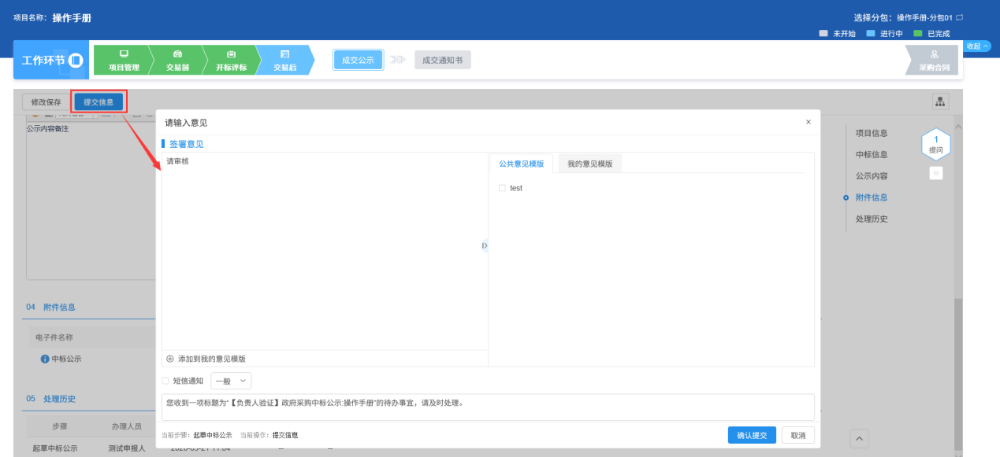 项目名称：操作手册
选择分包：操作手册-分包01
未开始 进行中 已完成
收起
工作环节
项目管理 交易前 开标评标 交易后
成交公示 成交通知书
采购合同
修改保存 提交信息
公示内容备注
请输入意见 ×
签署意见
请审核
公共意见模版 我的意见模版
test
添加到我的意见模版
短信通知 一般
您收到一项标题为“【负责人验证】政府采购中标公示:操作手册”的待办事宜，请及时处理。
当前步骤：起草中标公示 当前操作：提交信息
确认提交 取消
项目信息
中标信息
公示内容
附件信息
处理历史
1
提问
04 附件信息
电子件名称
中标公示
05 处理历史
步骤 办理人员
起草中标公示 测试申报人